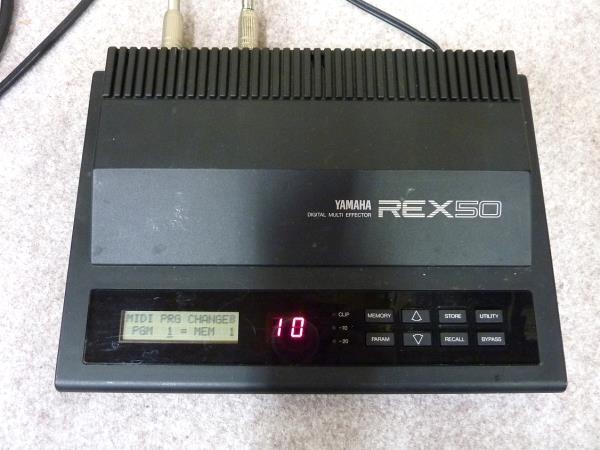 YAMAHA
DIGITAL MULTI EFFECTOR
REX50
MIDI PRG CHANGE8
PGM 1 = MEM 1
10
CLIP
-10
-20
MEMORY
STORE
UTILITY
PARAM
RECALL
BYPASS